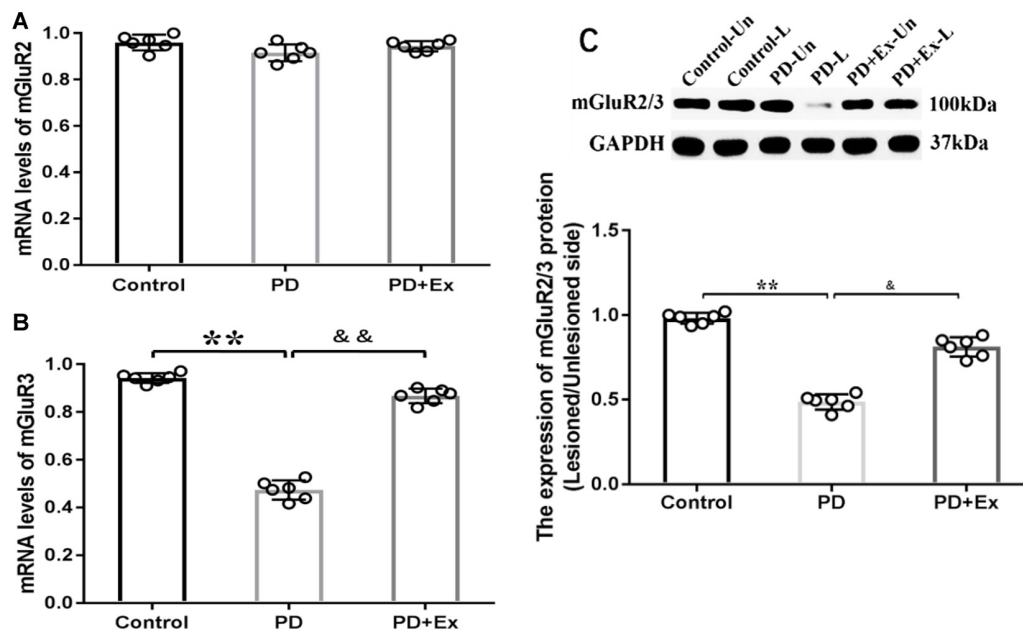 A
mRNA levels of mGluR2
1.0
0.8
0.6
0.4
0.2
0.0
Control PD PD+Ex
B
mRNA levels of mGluR3
** &&
1.0
0.8
0.6
0.4
0.2
0.0
Control PD PD+Ex
C
Control-Un Control-L PD-Un PD-L PD+Ex-Un PD+Ex-L
mGluR2/3 100kDa
GAPDH 37kDa
The expression of mGluR2/3 proteion
(Lesioned/Unlesioned side)
1.5
1.0
0.5
0.0
** &
Control PD PD+Ex